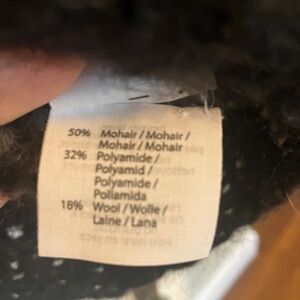 50% Mohair / Mohair /
Mohair / Mohair
32% Polyamide /
Polyamid /
Polyamide /
Poliamida
18% Wool / Wolle /
Laine / Lana